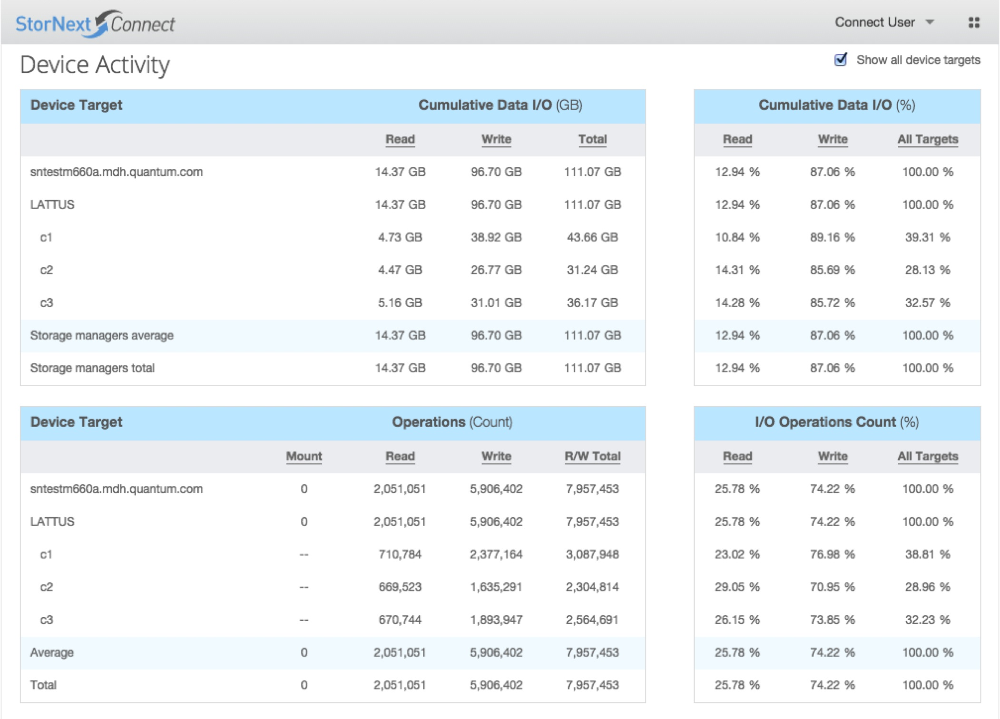 StorNext Connect
Connect User
Device Activity
Show all device targets
Device Target Cumulative Data I/O (GB)
Read Write Total
sntestm660a.mdh.quantum.com 14.37 GB 96.70 GB 111.07 GB
LATTUS 14.37 GB 96.70 GB 111.07 GB
c1 4.73 GB 38.92 GB 43.66 GB
c2 4.47 GB 26.77 GB 31.24 GB
c3 5.16 GB 31.01 GB 36.17 GB
Storage managers average 14.37 GB 96.70 GB 111.07 GB
Storage managers total 14.37 GB 96.70 GB 111.07 GB
Cumulative Data I/O (%)
Read Write All Targets
12.94 % 87.06 % 100.00 %
12.94 % 87.06 % 100.00 %
10.84 % 89.16 % 39.31 %
14.31 % 85.69 % 28.13 %
14.28 % 85.72 % 32.57 %
12.94 % 87.06 % 100.00 %
12.94 % 87.06 % 100.00 %
Device Target Operations (Count)
Mount Read Write R/W Total
sntestm660a.mdh.quantum.com 0 2,051,051 5,906,402 7,957,453
LATTUS 0 2,051,051 5,906,402 7,957,453
c1 -- 710,784 2,377,164 3,087,948
c2 -- 669,523 1,635,291 2,304,814
c3 -- 670,744 1,893,947 2,564,691
Average 0 2,051,051 5,906,402 7,957,453
Total 0 2,051,051 5,906,402 7,957,453
I/O Operations Count (%)
Read Write All Targets
25.78 % 74.22 % 100.00 %
25.78 % 74.22 % 100.00 %
23.02 % 76.98 % 38.81 %
29.05 % 70.95 % 28.96 %
26.15 % 73.85 % 32.23 %
25.78 % 74.22 % 100.00 %
25.78 % 74.22 % 100.00 %